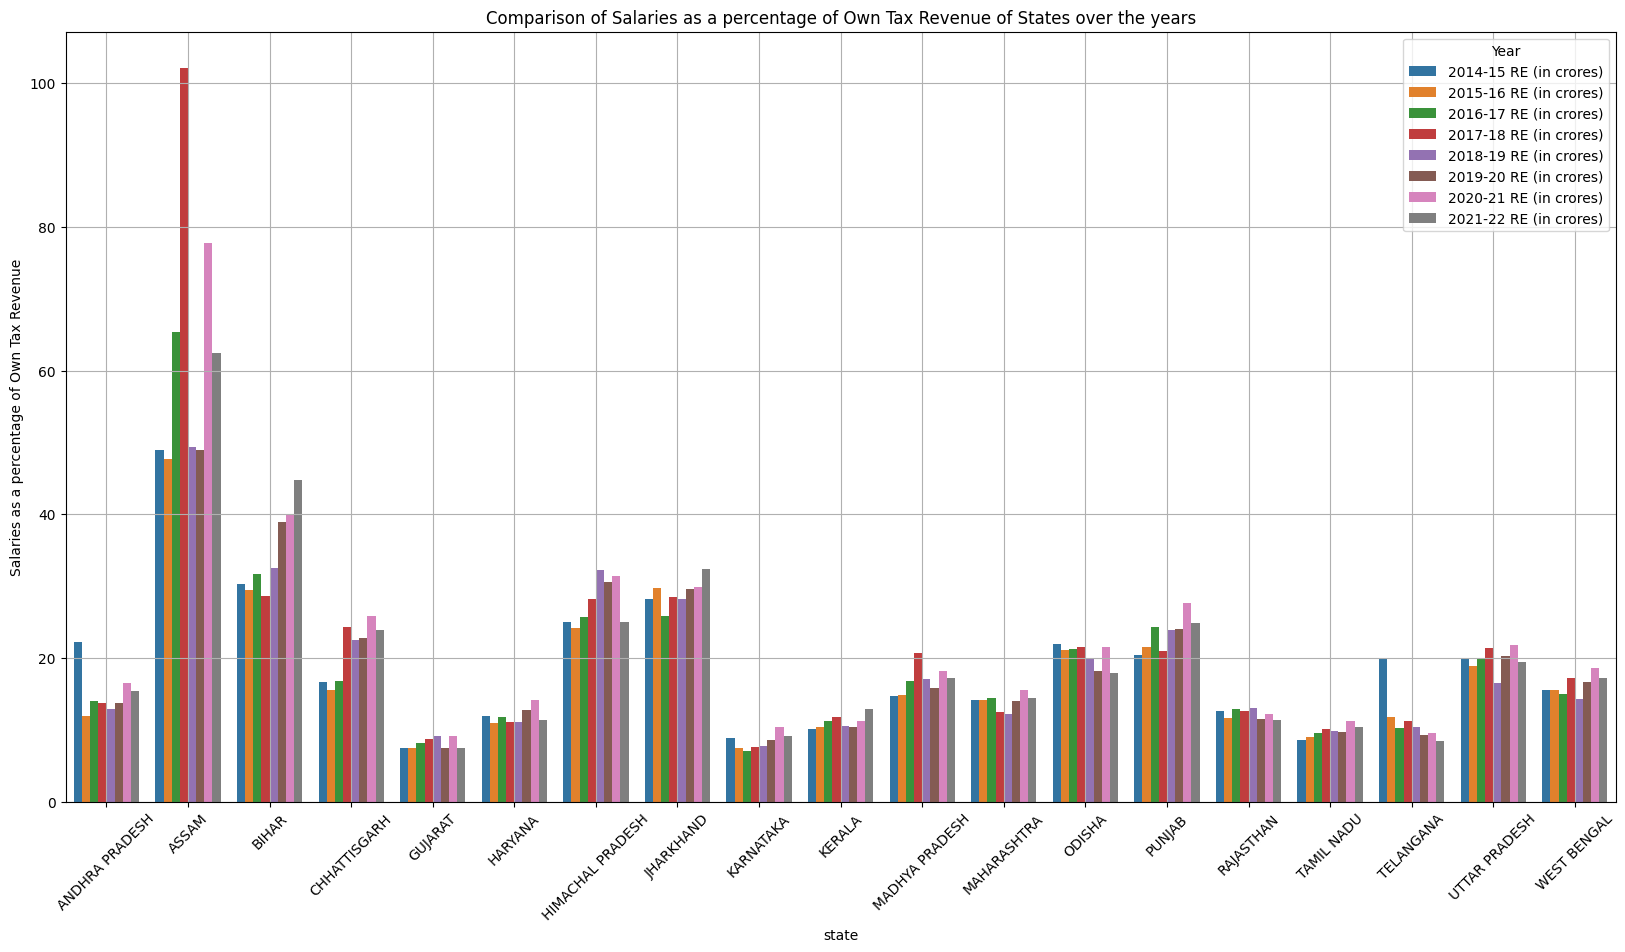 Comparison of Salaries as a percentage of Own Tax Revenue of States over the years
Salaries as a percentage of Own Tax Revenue
100
80
60
40
20
0
Year
2014-15 RE (in crores)
2015-16 RE (in crores)
2016-17 RE (in crores)
2017-18 RE (in crores)
2018-19 RE (in crores)
2019-20 RE (in crores)
2020-21 RE (in crores)
2021-22 RE (in crores)
ANDHRA PRADESH
ASSAM
BIHAR
CHHATTISGARH
GUJARAT
HARYANA
HIMACHAL PRADESH
JHARKHAND
KARNATAKA
KERALA
MADHYA PRADESH
MAHARASHTRA
ODISHA
PUNJAB
RAJASTHAN
TAMIL NADU
TELANGANA
UTTAR PRADESH
WEST BENGAL
state